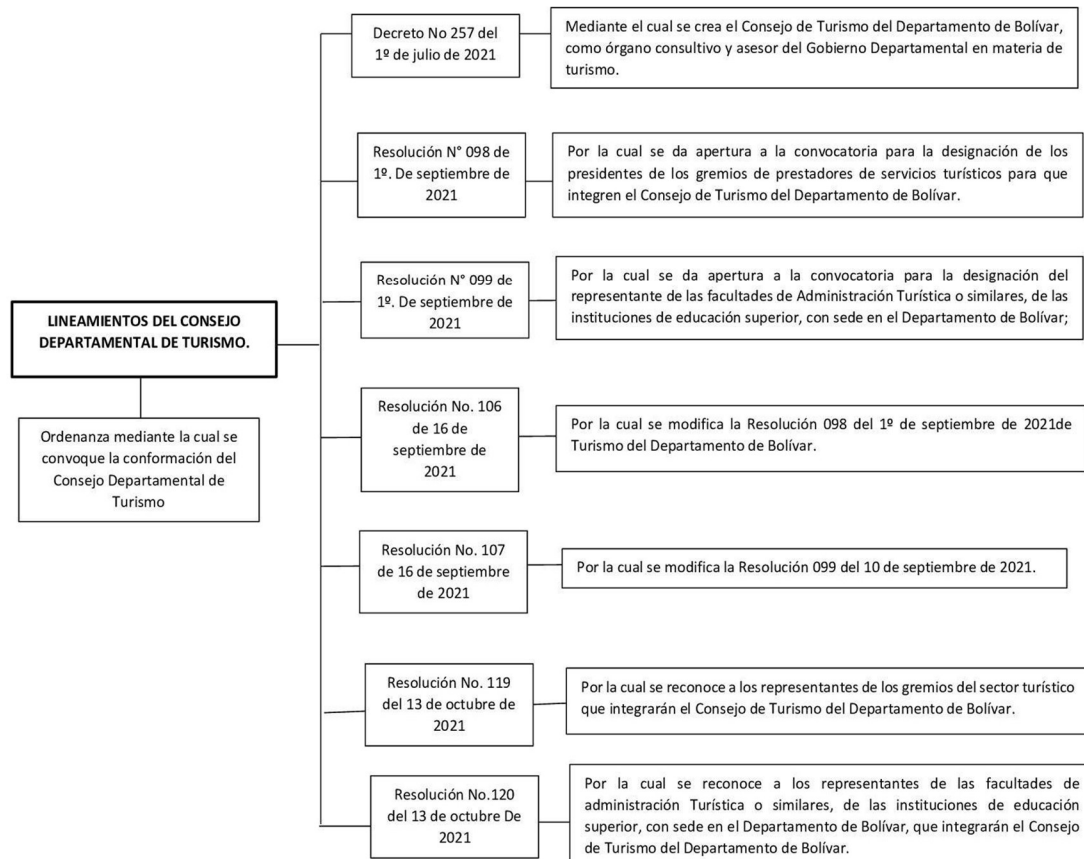 LINEAMIENTOS DEL CONSEJO
DEPARTAMENTAL DE TURISMO.
Ordenanza mediante la cual se
convoque la conformación del
Consejo Departamental de
Turismo
Decreto No 257 del
1º de julio de 2021
Mediante el cual se crea el Consejo de Turismo del Departamento de Bolívar,
como órgano consultivo y asesor del Gobierno Departamental en materia de
turismo.
Resolución N° 098 de
1º. De septiembre de
2021
Por la cual se da apertura a la convocatoria para la designación de los
presidentes de los gremios de prestadores de servicios turísticos para que
integren el Consejo de Turismo del Departamento de Bolívar.
Resolución N° 099 de
1º. De septiembre de
2021
Por la cual se da apertura a la convocatoria para la designación del
representante de las facultades de Administración Turística o similares, de las
instituciones de educación superior, con sede en el Departamento de Bolívar;
Resolución No. 106
de 16 de
septiembre de
2021
Por la cual se modifica la Resolución 098 del 1º de septiembre de 2021de
Turismo del Departamento de Bolívar.
Resolución No. 107
de 16 de septiembre
de 2021
Por la cual se modifica la Resolución 099 del 10 de septiembre de 2021.
Resolución No. 119
del 13 de octubre de
2021
Por la cual se reconoce a los representantes de los gremios del sector turístico
que integrarán el Consejo de Turismo del Departamento de Bolívar.
Resolución No.120
del 13 de octubre De
2021
Por la cual se reconoce a los representantes de las facultades de
administración Turística o similares, de las instituciones de educación
superior, con sede en el Departamento de Bolívar, que integrarán el Consejo
de Turismo del Departamento de Bolívar.